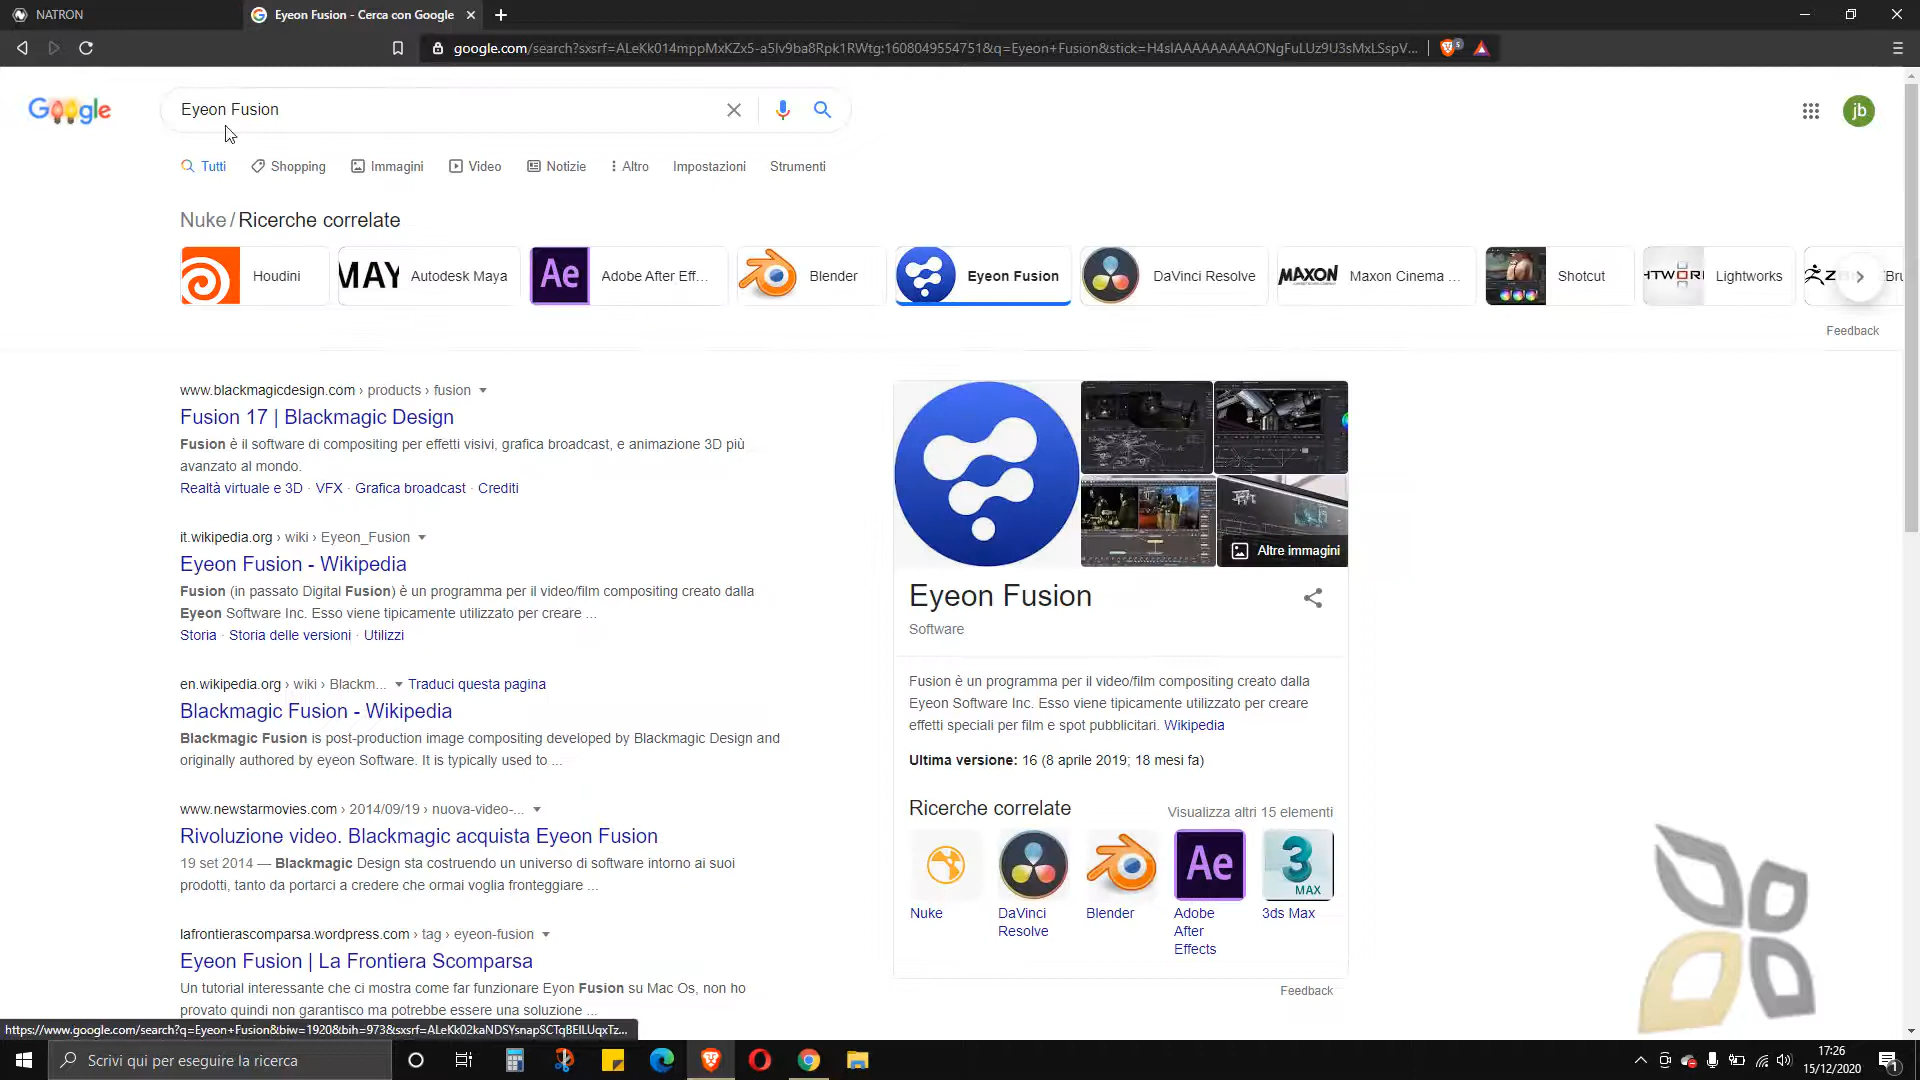 NATRON
Eyeon Fusion - Cerca con Google
google.com/search?sxsrf=ALeKk014mppMxKZx5-a5lv9ba8Rpk1RWtg:1608049554751&q=Eyeon+Fusion&stick=H4sIAAAAAAAAAONgFuLUz9U3sMxLSspV...
Google
Eyeon Fusion
jb
Tutti
Shopping
Immagini
Video
Notizie
Altro
Impostazioni
Strumenti
Nuke / Ricerche correlate
Houdini
MAY
Autodesk Maya
Ae
Adobe After Eff...
Blender
Eyeon Fusion
DaVinci Resolve
MAXON
Maxon Cinema ...
Shotcut
Lightworks
Feedback
www.blackmagicdesign.com › products › fusion
Fusion 17 | Blackmagic Design
Fusion è il software di compositing per effetti visivi, grafica broadcast, e animazione 3D più
avanzato al mondo.
Realtà virtuale e 3D · VFX · Grafica broadcast · Crediti
it.wikipedia.org › wiki › Eyeon_Fusion
Eyeon Fusion - Wikipedia
Fusion (in passato Digital Fusion) è un programma per il video/film compositing creato dalla
Eyeon Software Inc. Esso viene tipicamente utilizzato per creare ...
Storia · Storia delle versioni · Utilizzi
en.wikipedia.org › wiki › Blackm... Traduci questa pagina
Blackmagic Fusion - Wikipedia
Blackmagic Fusion is post-production image compositing developed by Blackmagic Design and
originally authored by eyeon Software. It is typically used to ...
www.newstarmovies.com › 2014/09/19 › nuova-video-...
Rivoluzione video. Blackmagic acquista Eyeon Fusion
19 set 2014 — Blackmagic Design sta costruendo un universo di software intorno ai suoi
prodotti, tanto da portarci a credere che ormai voglia fronteggiare ...
lafrontierascomparsa.wordpress.com › tag › eyeon-fusion
Eyeon Fusion | La Frontiera Scomparsa
Un tutorial interessante che ci mostra come far funzionare Eyon Fusion su Mac Os, non ho
provato quindi non garantisco ma potrebbe essere una soluzione ...
Altre immagini
Eyeon Fusion
Software
Fusion è un programma per il video/film compositing creato dalla
Eyeon Software Inc. Esso viene tipicamente utilizzato per creare
effetti speciali per film e spot pubblicitari. Wikipedia
Ultima versione: 16 (8 aprile 2019; 18 mesi fa)
Ricerche correlate
Visualizza altri 15 elementi
Ae
3
MAX
Nuke
DaVinci
Resolve
Blender
Adobe
After
Effects
3ds Max
Feedback
https://www.google.com/search?q=Eyeon+Fusion&biw=1920&bih=973&sxsrf=ALeKk02kaNDSYsnapSCTqBEILUqxTz...
Scrivi qui per eseguire la ricerca
17:26
15/12/2020
1